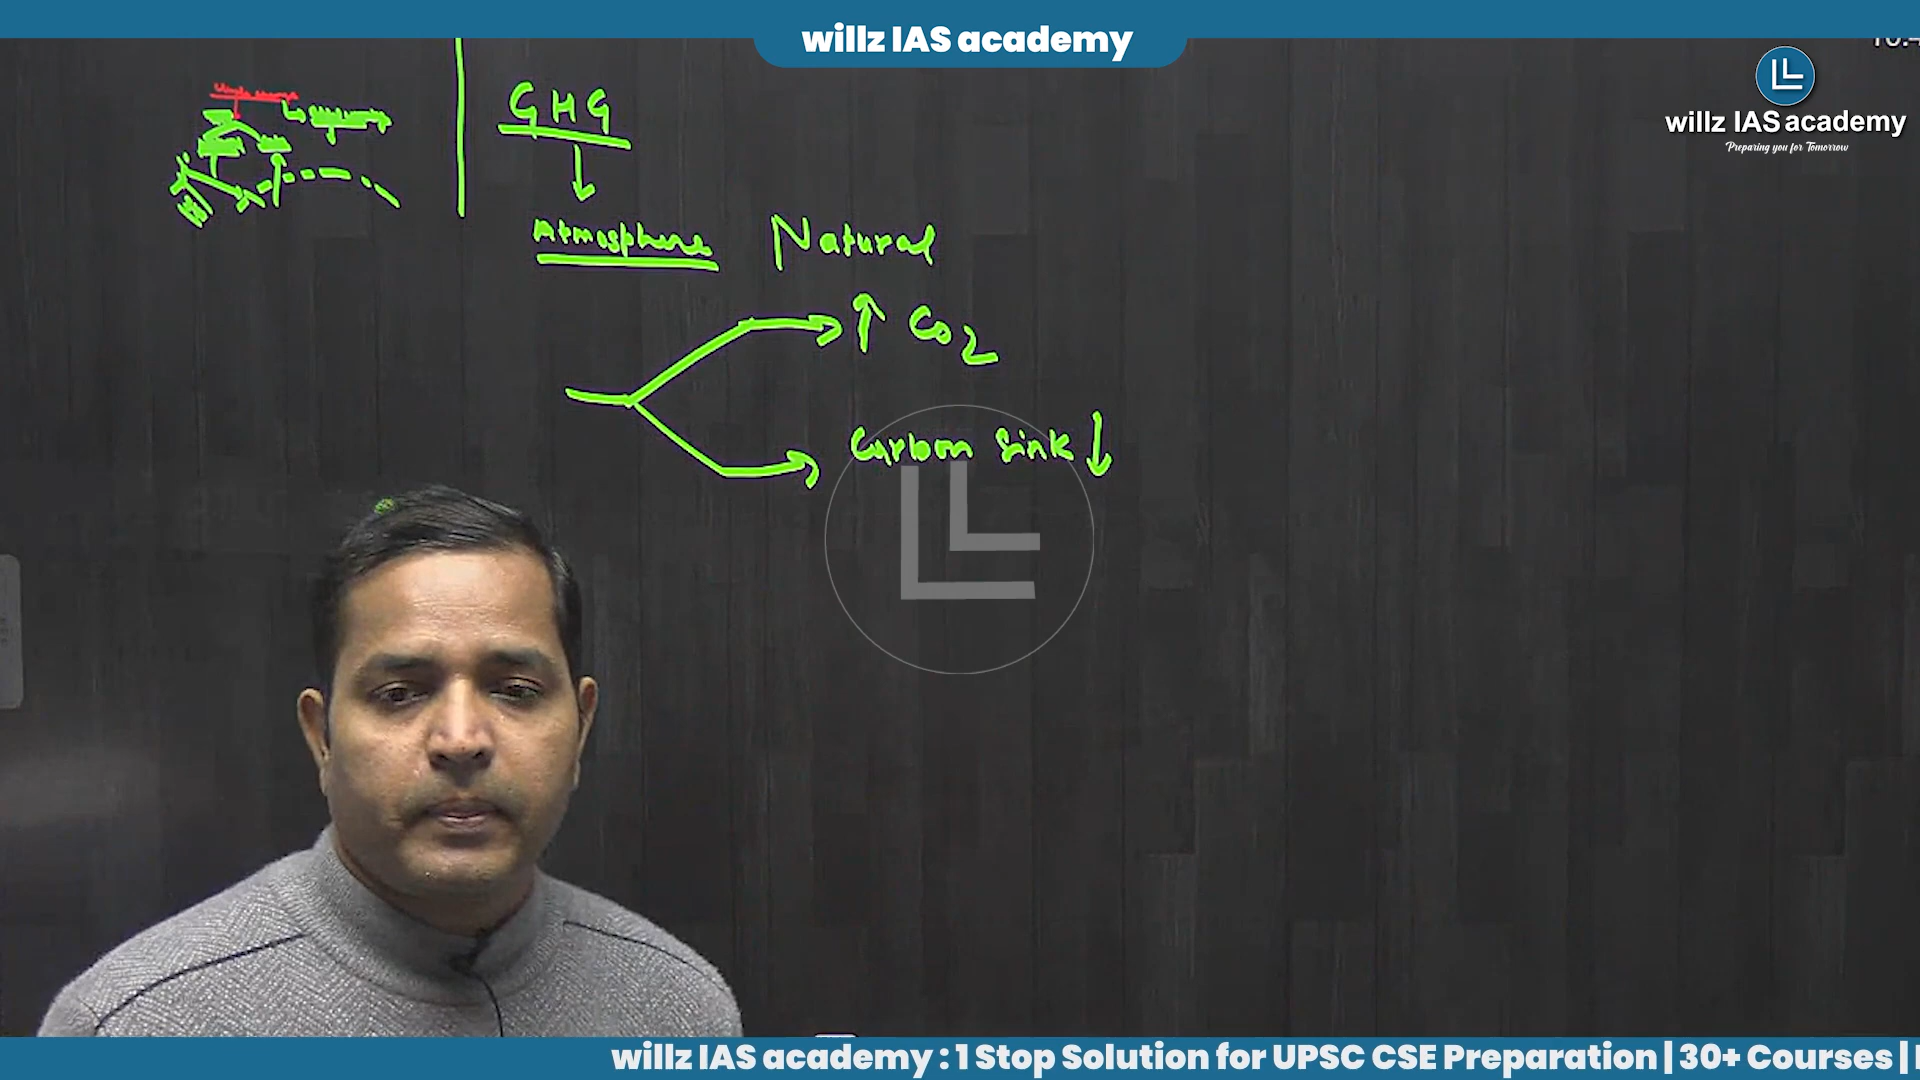 willz IAS academy
willz IAS academy
Preparing you for Tomorrow
GHG
Atmosphere Natural
↑ CO2
Carbon Sink ↓
willz IAS academy : 1 Stop Solution for UPSC CSE Preparation | 30+ Courses |